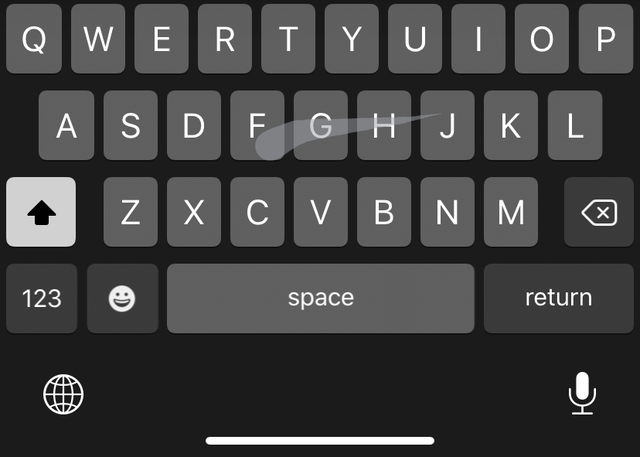 Q W E R T Y U I O P
A S D F G H J K L
Z X C V B N M
123 space return